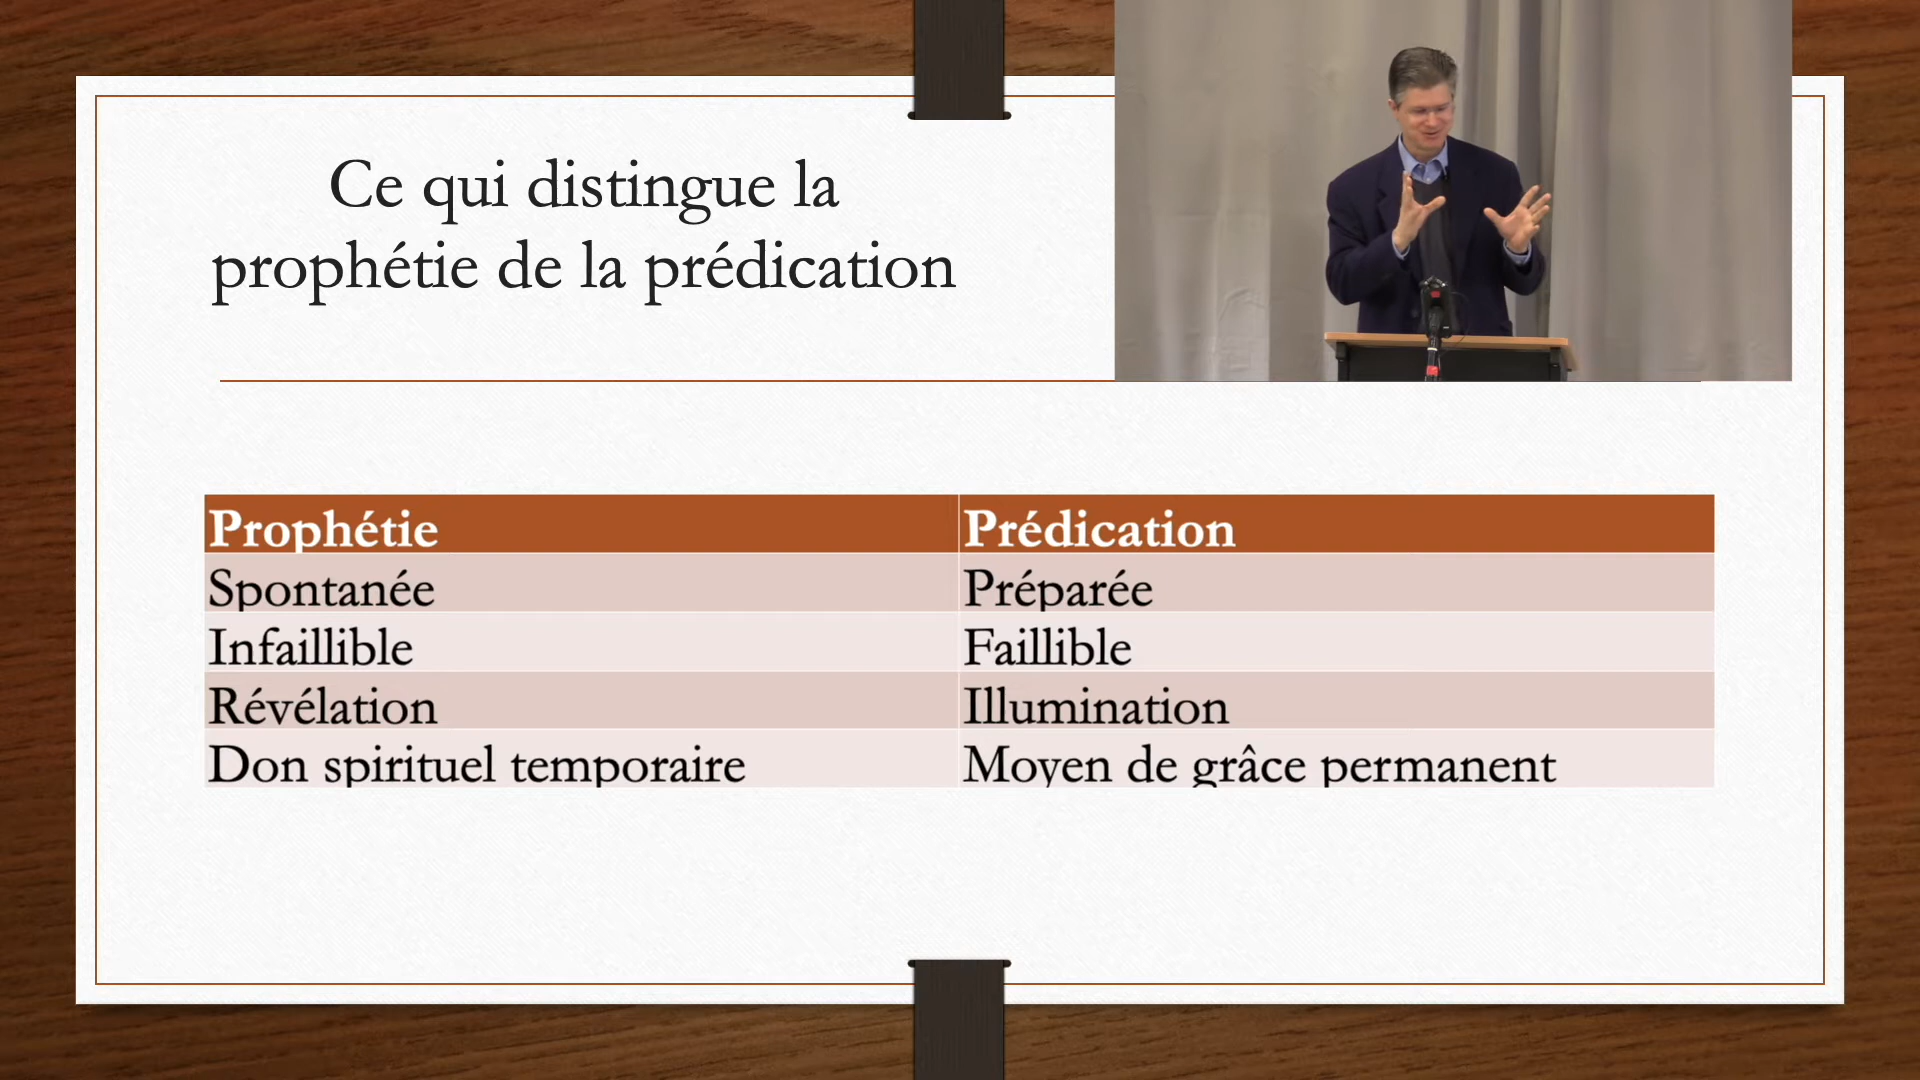 Ce qui distingue la
prophétie de la prédication
Prophétie Prédication
Spontanée Préparée
Infaillible Faillible
Révélation Illumination
Don spirituel temporaire Moyen de grâce permanent